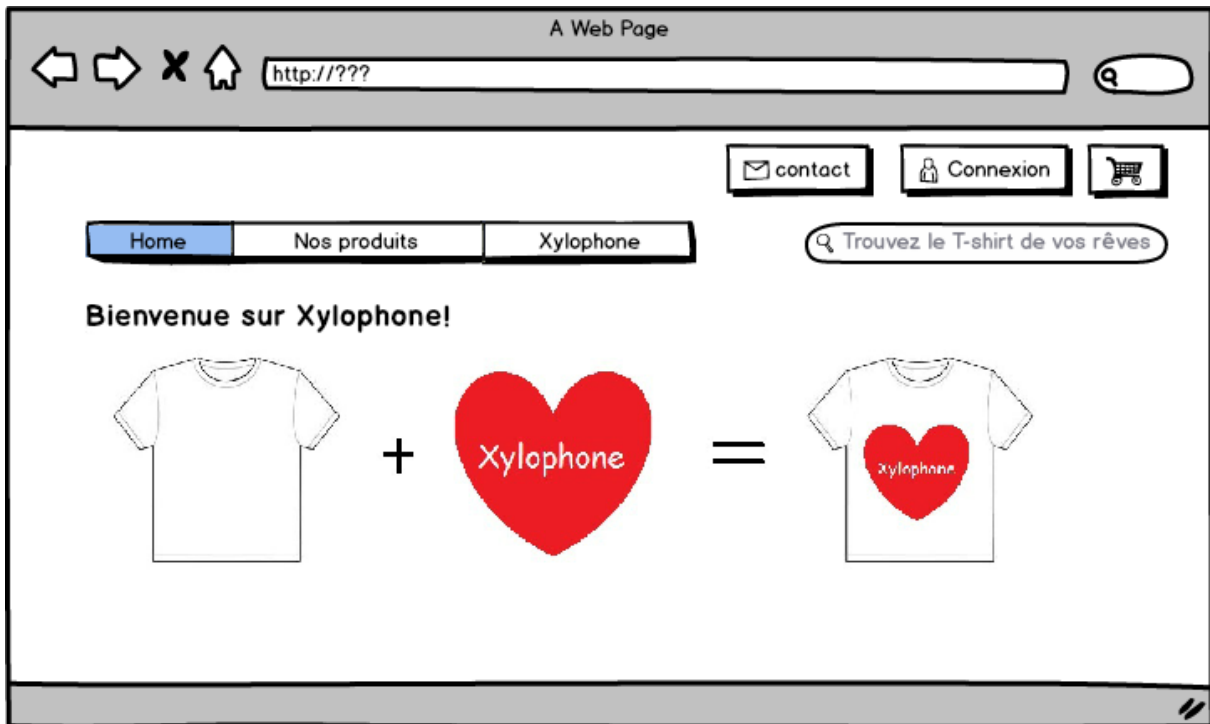 A Web Page
http://???
contact
Connexion
Home
Nos produits
Xylophone
Trouvez le T-shirt de vos rêves
Bienvenue sur Xylophone!
+
Xylophone
=
Xylophone